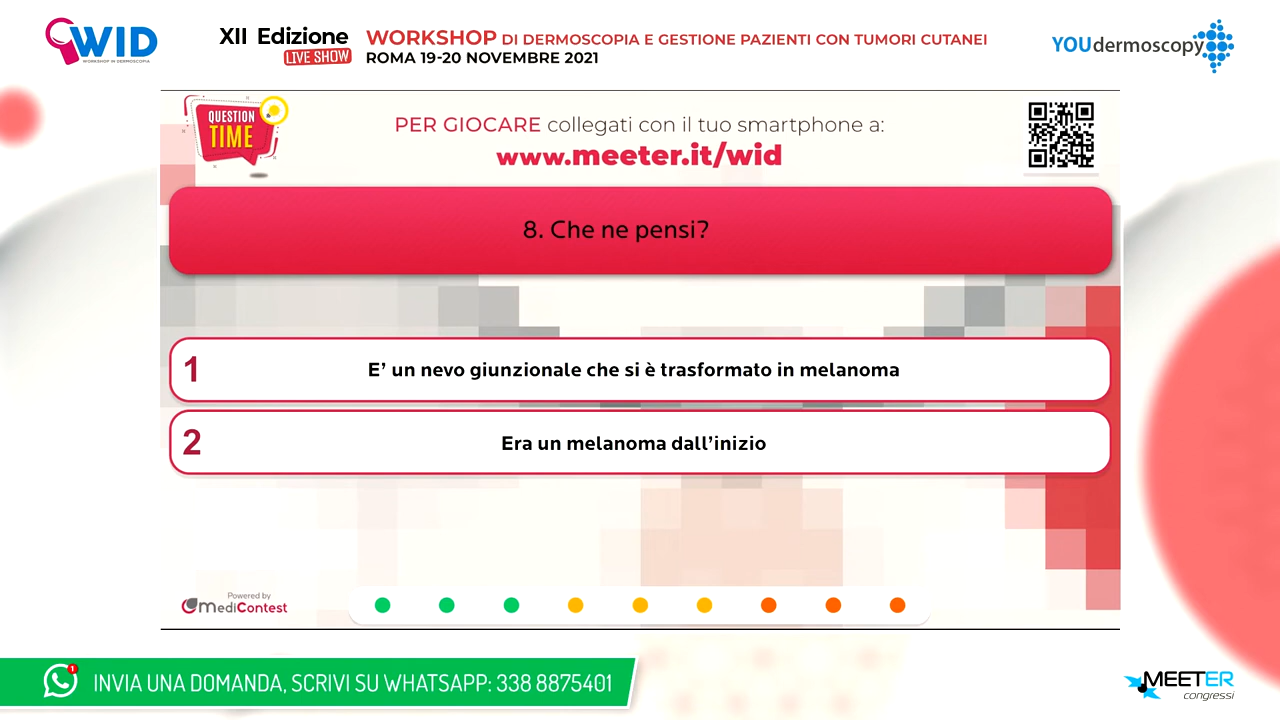 WID
WORKSHOP IN DERMOSCOPIA
XII Edizione
LIVE SHOW
WORKSHOP DI DERMOSCOPIA E GESTIONE PAZIENTI CON TUMORI CUTANEI
ROMA 19-20 NOVEMBRE 2021
YOUdermoscopy
QUESTION
TIME
PER GIOCARE collegati con il tuo smartphone a:
www.meeter.it/wid
8. Che ne pensi?
1 E’ un nevo giunzionale che si è trasformato in melanoma
2 Era un melanoma dall’inizio
Powered by
mediContest
1
INVIA UNA DOMANDA, SCRIVI SU WHATSAPP: 338 8875401
MEETER
congressi